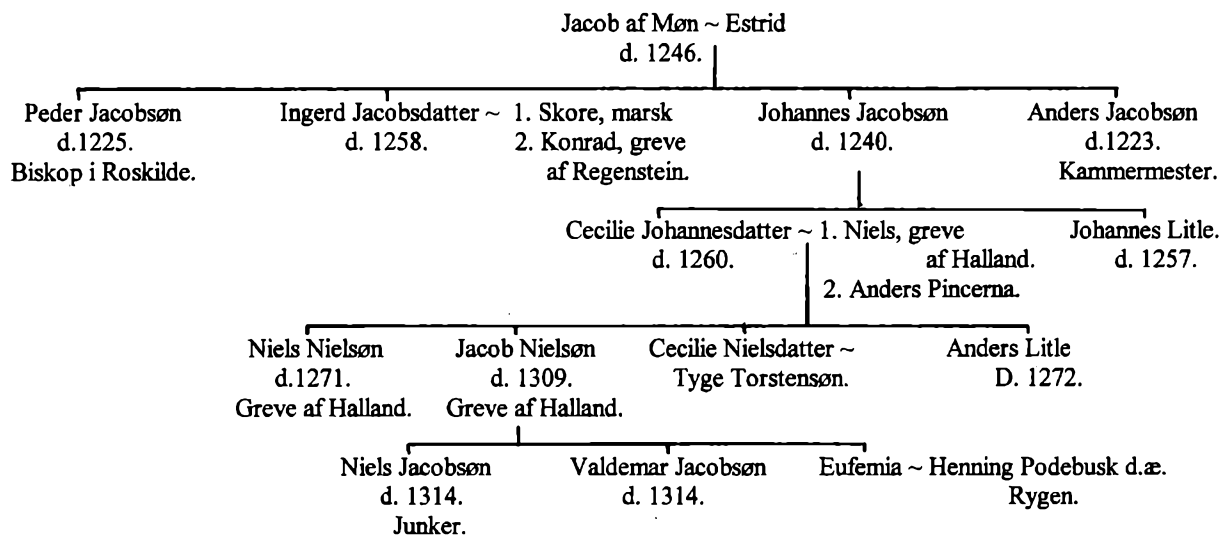 Jacob af Møn ~ Estrid
d. 1246.
Peder Jacobsøn
d.1225.
Biskop i Roskilde.
Ingerd Jacobsdatter ~ 1. Skore, marsk
d. 1258. 2. Konrad, greve
af Regenstein.
Johannes Jacobsøn
d. 1240.
Anders Jacobsøn
d.1223.
Kammermester.
Cecilie Johannesdatter ~ 1. Niels, greve
d. 1260. af Halland.
2. Anders Pincerna.
Johannes Litle.
d. 1257.
Niels Nielsøn
d.1271.
Greve af Halland.
Jacob Nielsøn
d. 1309.
Greve af Halland.
Cecilie Nielsdatter ~
Tyge Torstensøn.
Anders Litle
D. 1272.
Niels Jacobsøn
d. 1314.
Junker.
Valdemar Jacobsøn
d. 1314.
Eufemia ~ Henning Podebusk d.æ.
Rygen.